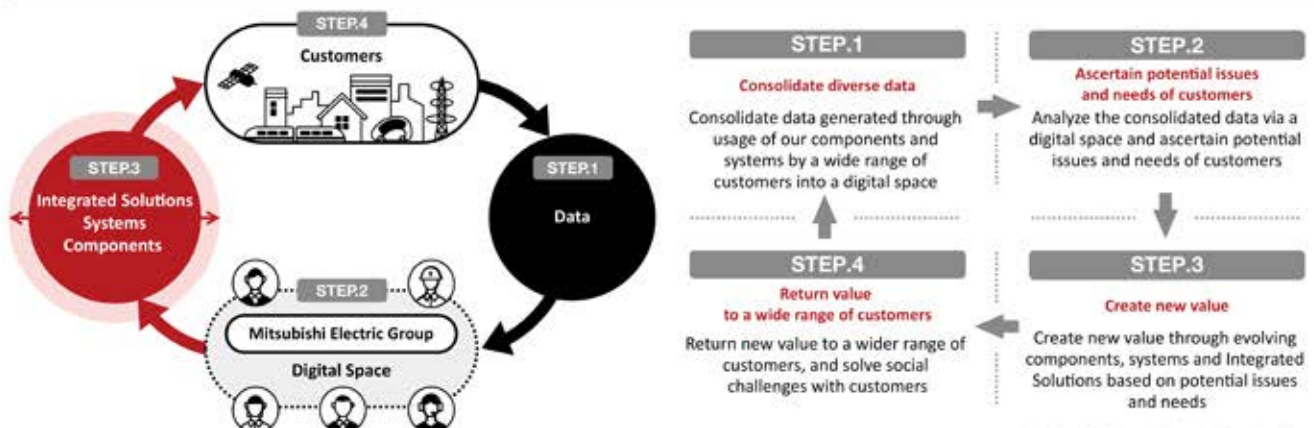 STEP.4
Customers
STEP.3
Integrated Solutions
Systems
Components
STEP.1
Data
STEP.2
Mitsubishi Electric Group
Digital Space
STEP.1
Consolidate diverse data
Consolidate data generated through
usage of our components and
systems by a wide range of
customers into a digital space
STEP.2
Ascertain potential issues
and needs of customers
Analyze the consolidated data via a
digital space and ascertain potential
issues and needs of customers
STEP.4
Return value
to a wide range of customers
Return new value to a wider range of
customers, and solve social
challenges with customers
STEP.3
Create new value
Create new value through evolving
components, systems and Integrated
Solutions based on potential issues
and needs